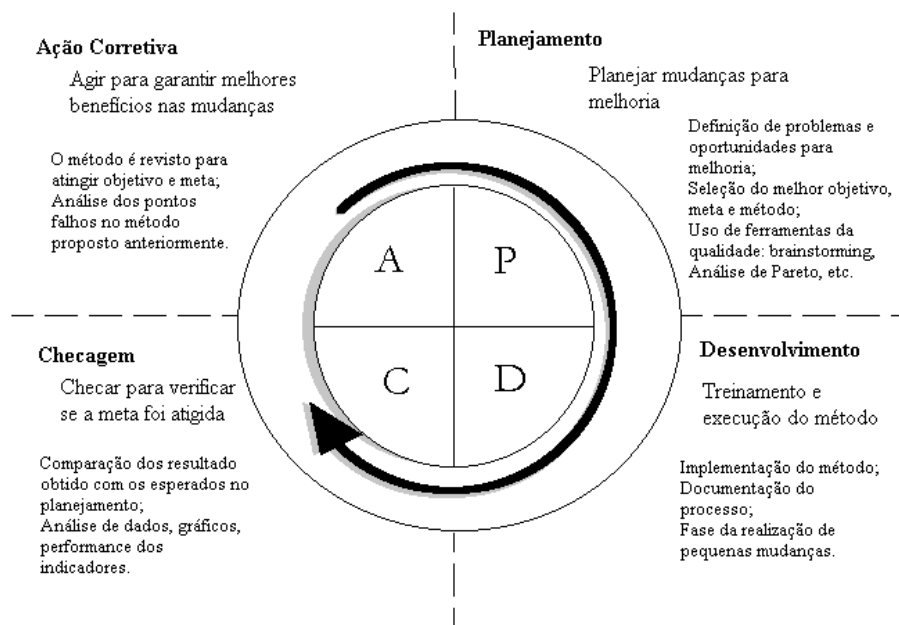 Ação Corretiva
Agir para garantir melhores
benefícios nas mudanças
O método é revisto para
atingir objetivo e meta;
Análise dos pontos
falhos no método
proposto anteriormente.
Planejamento
Planejar mudanças para
melhoria
Definição de problemas e
oportunidades para
melhoria;
Seleção do melhor objetivo,
meta e método;
Uso de ferramentas da
qualidade: brainstorming,
Análise de Pareto, etc.
A
P
C
D
Checagem
Checar para verificar
se a meta foi atigida
Comparação dos resultado
obtido com os esperados no
planejamento;
Análise de dados, gráficos,
performance dos
indicadores.
Desenvolvimento
Treinamento e
execução do método
Implementação do método;
Documentação do
processo;
Fase da realização de
pequenas mudanças.